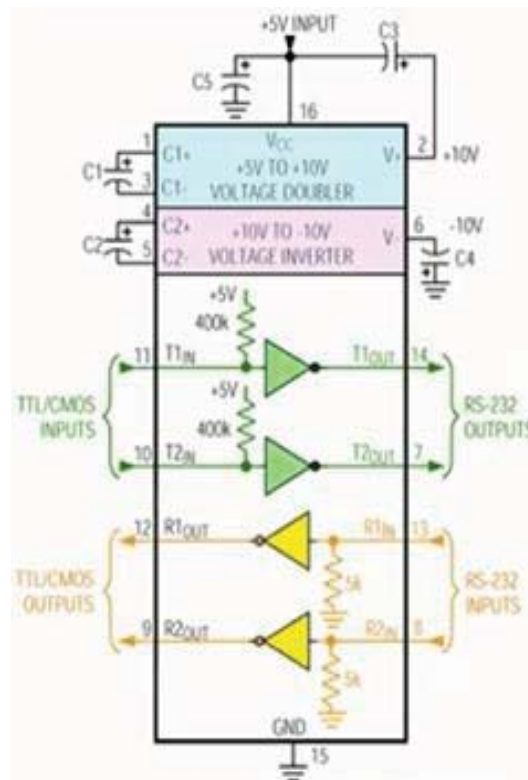 +5V INPUT
C3
C5
16
1
C1+
VCC
V+
2
+10V
C1
+5V TO +10V
3
C1-
VOLTAGE DOUBLER
4
C2+
+10V TO -10V
V-
6
-10V
C2
5
C2-
VOLTAGE INVERTER
C4
+5V
400k
11
T1IN
T1OUT
14
TTL/CMOS
INPUTS
+5V
400k
RS-232
OUTPUTS
10
T2IN
T2OUT
7
12
R1OUT
R1IN
13
TTL/CMOS
OUTPUTS
5k
RS-232
INPUTS
9
R2OUT
R2IN
5k
GND
15